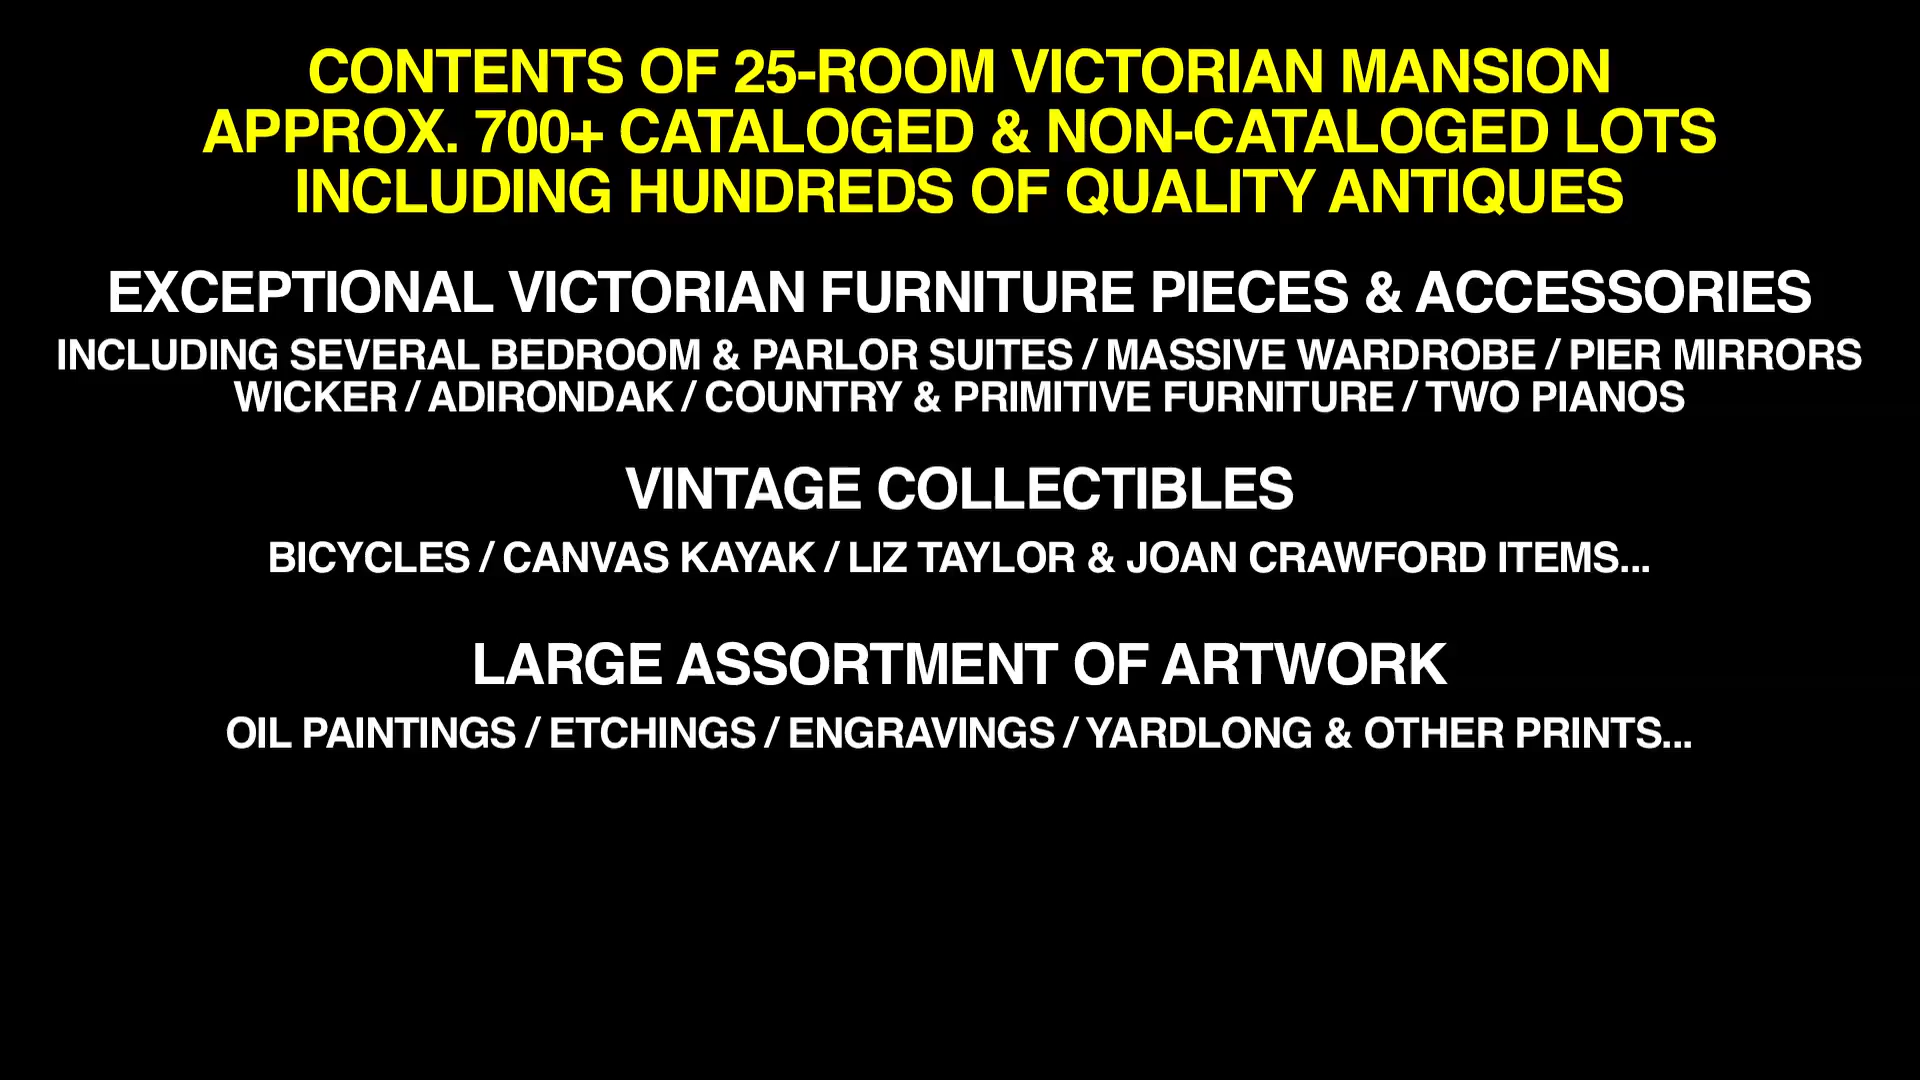 CONTENTS OF 25-ROOM VICTORIAN MANSION
APPROX. 700+ CATALOGED & NON-CATALOGED LOTS
INCLUDING HUNDREDS OF QUALITY ANTIQUES
EXCEPTIONAL VICTORIAN FURNITURE PIECES & ACCESSORIES
INCLUDING SEVERAL BEDROOM & PARLOR SUITES / MASSIVE WARDROBE / PIER MIRRORS
WICKER / ADIRONDAK / COUNTRY & PRIMITIVE FURNITURE / TWO PIANOS
VINTAGE COLLECTIBLES
BICYCLES / CANVAS KAYAK / LIZ TAYLOR & JOAN CRAWFORD ITEMS...
LARGE ASSORTMENT OF ARTWORK
OIL PAINTINGS / ETCHINGS / ENGRAVINGS / YARDLONG & OTHER PRINTS...